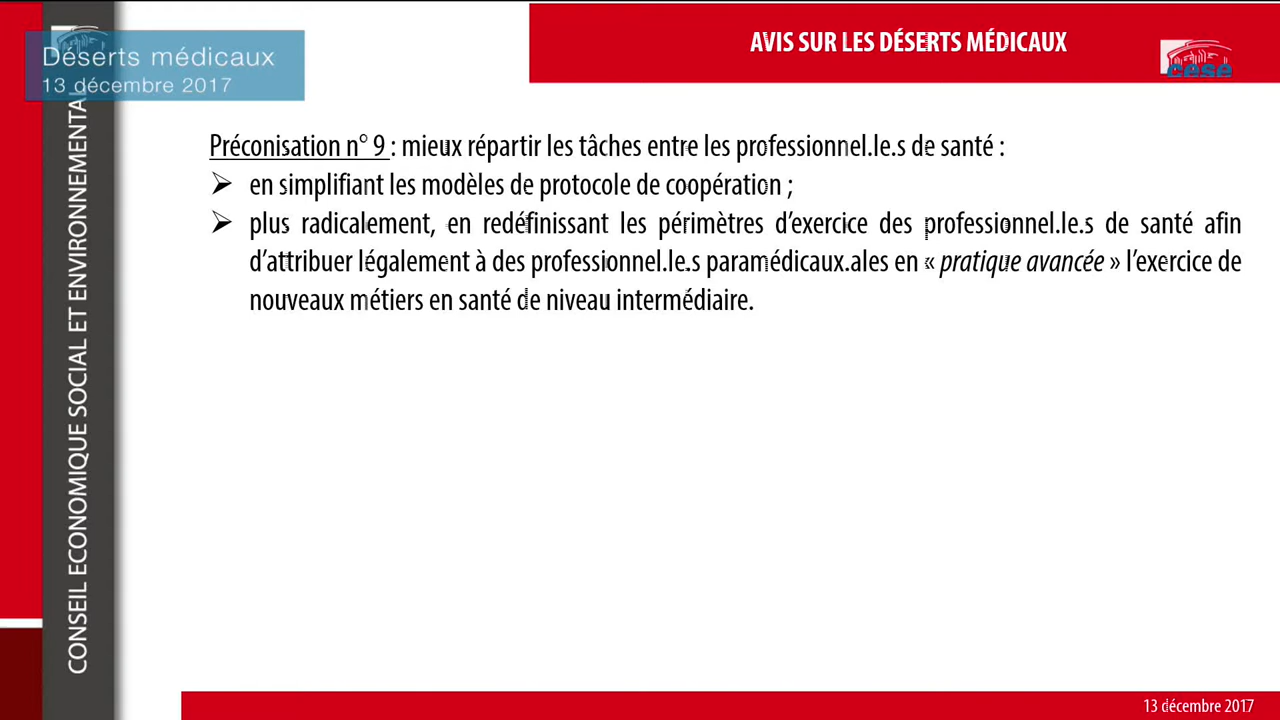 Déserts médicaux
13 décembre 2017
AVIS SUR LES DÉSERTS MÉDICAUX
cese
CONSEIL ECONOMIQUE SOCIAL ET ENVIRONNEMENTAL
Préconisation n° 9 : mieux répartir les tâches entre les professionnel.le.s de santé :
➢ en simplifiant les modèles de protocole de coopération ;
➢ plus radicalement, en redéfinissant les périmètres d’exercice des professionnel.le.s de santé afin
d’attribuer légalement à des professionnel.le.s paramédicaux.ales en « pratique avancée » l’exercice de
nouveaux métiers en santé de niveau intermédiaire.
13 décembre 2017